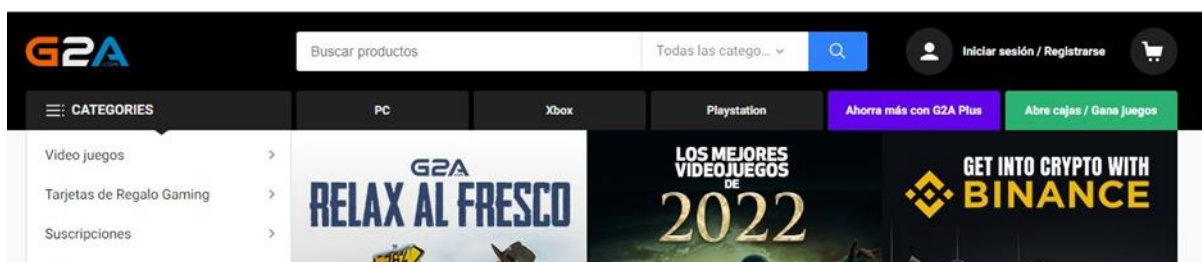 G2A
.com
Buscar productos
Todas las catego...
Iniciar sesión / Registrarse
CATEGORIES
PC
Xbox
Playstation
Ahorra más con G2A Plus
Abre cajas / Gana juegos
Video juegos
Tarjetas de Regalo Gaming
Suscripciones
G2A
RELAX AL FRESCO
LOS MEJORES
VIDEOJUEGOS
DE
2022
GET INTO CRYPTO WITH
BINANCE